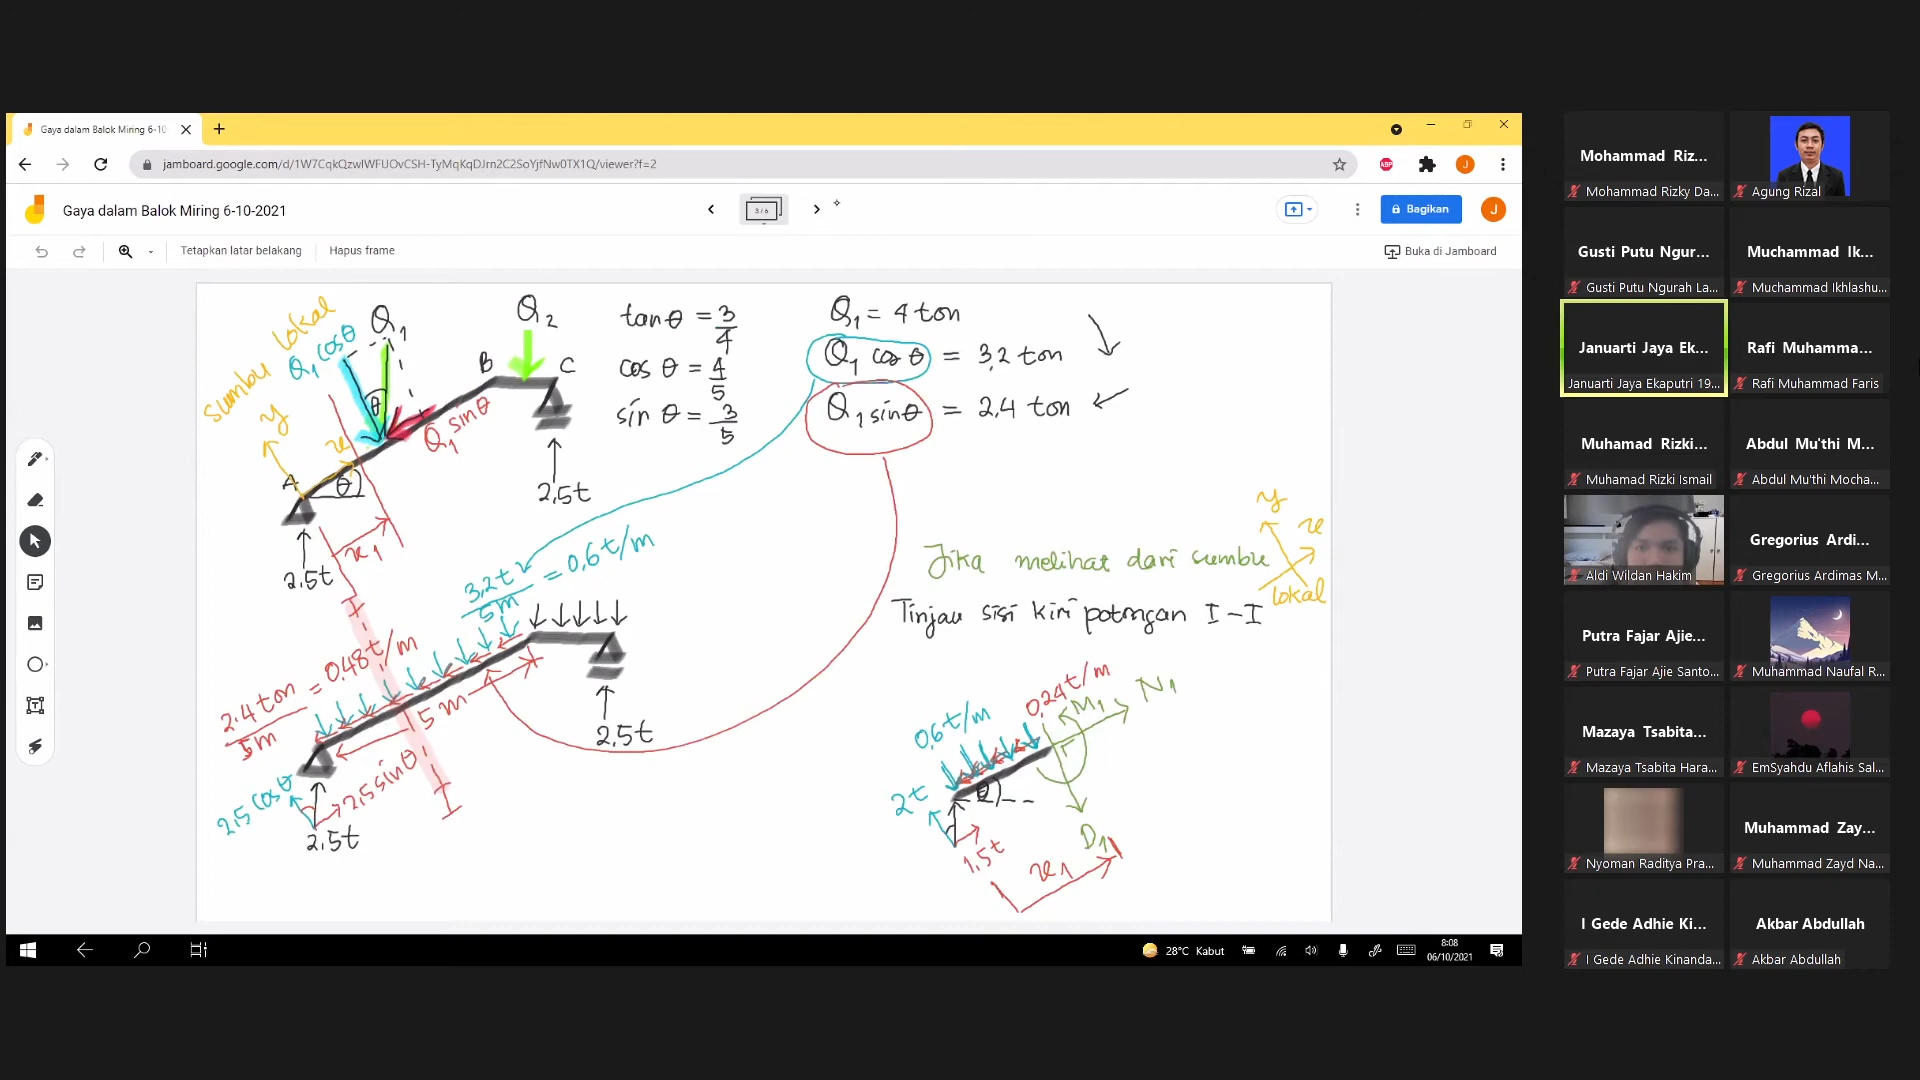 Gaya dalam Balok Miring 6-10
jamboard.google.com/d/1W7CqkQzwIWFUOvCSH-TyMqKqDJrn2C2SoYjfNw0TX1Q/viewer?f=2
ABP
J
Gaya dalam Balok Miring 6-10-2021
3 / 6
Bagikan
J
Tetapkan latar belakang
Hapus frame
Buka di Jamboard
sumbu lokal
y
x
Q1 cosθ
Q1
θ
Q1 sinθ
Q2
B
C
A
θ
2.5t
2.5t
x1
tan θ = 3/4
cos θ = 4/5
sin θ = 3/5
Q1 = 4 ton
Q1 cos θ = 3,2 ton
Q1 sinθ = 2,4 ton
3,2t/5m = 0,6t/m
2.4 ton/5m = 0.48t/m
5m
2.5t
I
I
2,5 cosθ
2.5 sinθ
2.5t
Jika melihat dari sumbu
lokal
y
x
Tinjau sisi kiri potongan I-I
0,6t/m
0,24t/m
M1
N1
θ
2t
1.5t
D1
x1
28°C Kabut
8:08
06/10/2021
Mohammad Riz...
Mohammad Rizky Da...
Agung Rizal
Gusti Putu Ngur...
Gusti Putu Ngurah La...
Muchammad Ik...
Muchammad Ikhlashu...
Januarti Jaya Ek...
Januarti Jaya Ekaputri 19...
Rafi Muhamma...
Rafi Muhammad Faris
Muhamad Rizki...
Muhamad Rizki Ismail
Abdul Mu'thi M...
Abdul Mu'thi Mocha...
Aldi Wildan Hakim
Gregorius Ardi...
Gregorius Ardimas M...
Putra Fajar Ajie...
Putra Fajar Ajie Santo...
Muhammad Naufal R...
Mazaya Tsabita...
Mazaya Tsabita Hara...
EmSyahdu Aflahis Sal...
Nyoman Raditya Pra...
Muhammad Zay...
Muhammad Zayd Na...
I Gede Adhie Ki...
I Gede Adhie Kinanda...
Akbar Abdullah
Akbar Abdullah